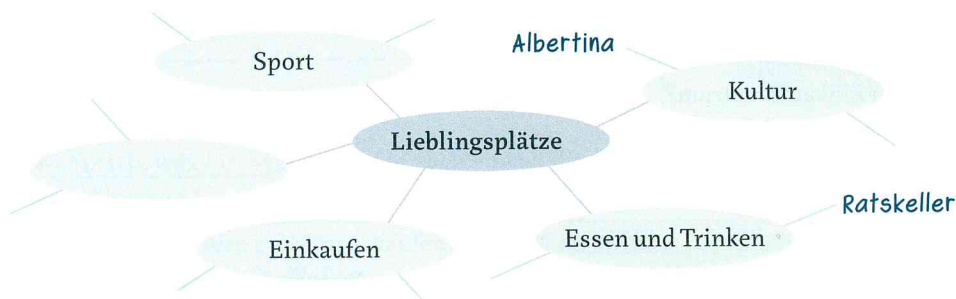 Albertina
Sport
Kultur
Lieblingsplätze
Ratskeller
Einkaufen
Essen und Trinken